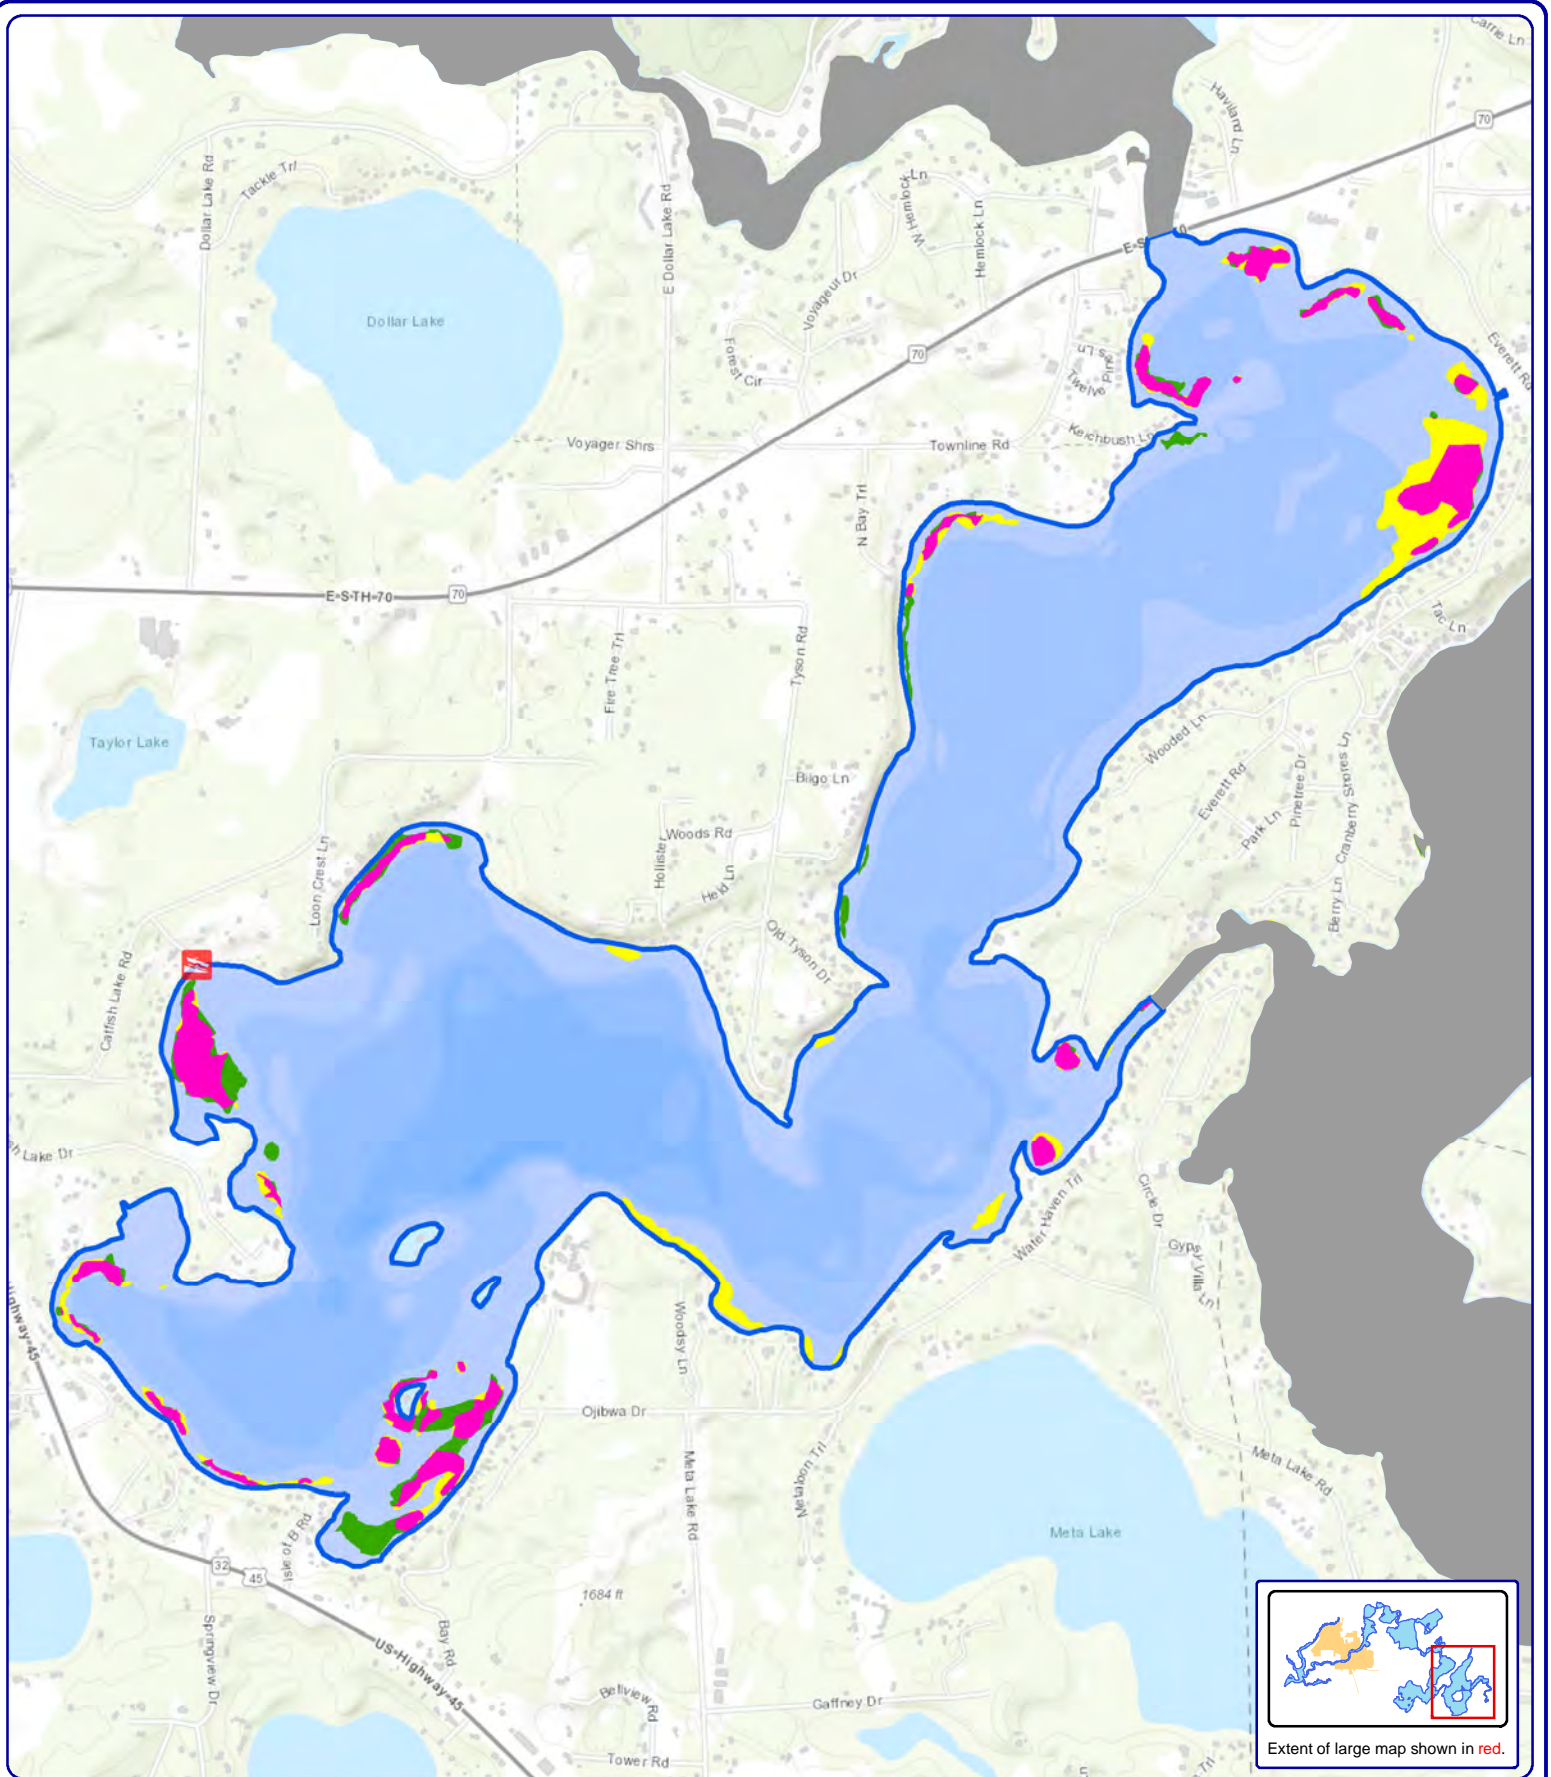 Carrie Ln
70
Haviland Ln
Dollar Lake Rd
Tackle Trl
E Dollar Lake Rd
W Hemlock Ln
Hemlock Ln
Voyageur Dr
Dollar Lake
70
Forest Cir
Twelve Pins Ln
Everett Rd
Voyager Shrs
Townline Rd
Keichbush Ln
N Bay Trl
E-STH-70
70
Tac Ln
Fire Tree Trl
Tyson Rd
Taylor Lake
Wooded Ln
Bilgo Ln
Everett Rd
Pinetree Dr
Cranberry Shores Ln
Park Ln
Woods Rd
Hollister
Held Ln
Loon Crest Ln
Berry Ln
Old Tyson Dr
Catfish Lake Rd
h Lake Dr
Water Haven Trl
Circle Dr
Gypsy Villa Ln
Highway-45
Woodsy Ln
Ojibwa Dr
Meta Lake Rd
Metaloon Trl
Meta Lake Rd
Isle of B Rd
Meta Lake
32
45
1684 ft
Springview Dr
Bay Rd
US-Highway-45
Bellview Rd
Gaffney Dr
Tower Rd
Trl
Extent of large map shown in red.